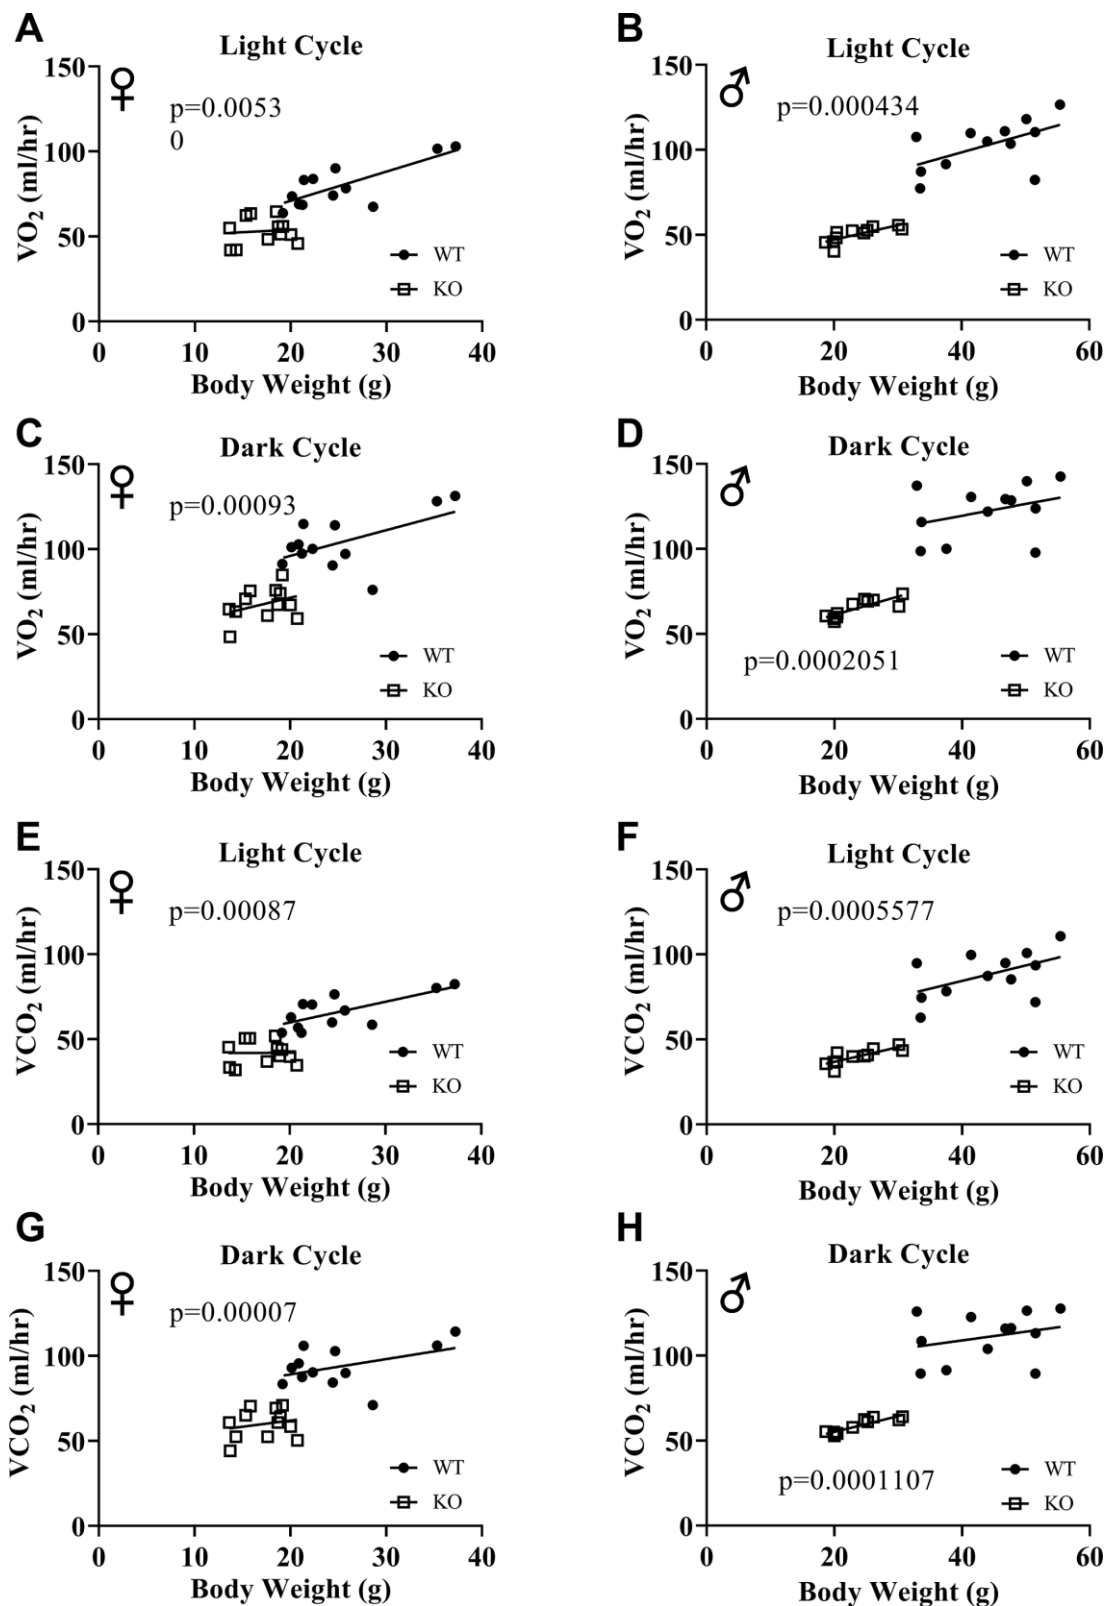 A
Light Cycle
♀
p=0.0053
0
150
100
50
0
VO2 (ml/hr)
WT
KO
0 10 20 30 40
Body Weight (g)
B
Light Cycle
♂
p=0.000434
150
100
50
0
VO2 (ml/hr)
WT
KO
0 20 40 60
Body Weight (g)
C
Dark Cycle
♀
p=0.00093
150
100
50
0
VO2 (ml/hr)
WT
KO
0 10 20 30 40
Body Weight (g)
D
Dark Cycle
♂
150
100
50
0
VO2 (ml/hr)
p=0.0002051
WT
KO
0 20 40 60
Body Weight (g)
E
Light Cycle
♀
p=0.00087
150
100
50
0
VCO2 (ml/hr)
WT
KO
0 10 20 30 40
Body Weight (g)
F
Light Cycle
♂
p=0.0005577
150
100
50
0
VCO2 (ml/hr)
WT
KO
0 20 40 60
Body Weight (g)
G
Dark Cycle
♀
p=0.00007
150
100
50
0
VCO2 (ml/hr)
WT
KO
0 10 20 30 40
Body Weight (g)
H
Dark Cycle
♂
150
100
50
0
VCO2 (ml/hr)
p=0.0001107
WT
KO
0 20 40 60
Body Weight (g)